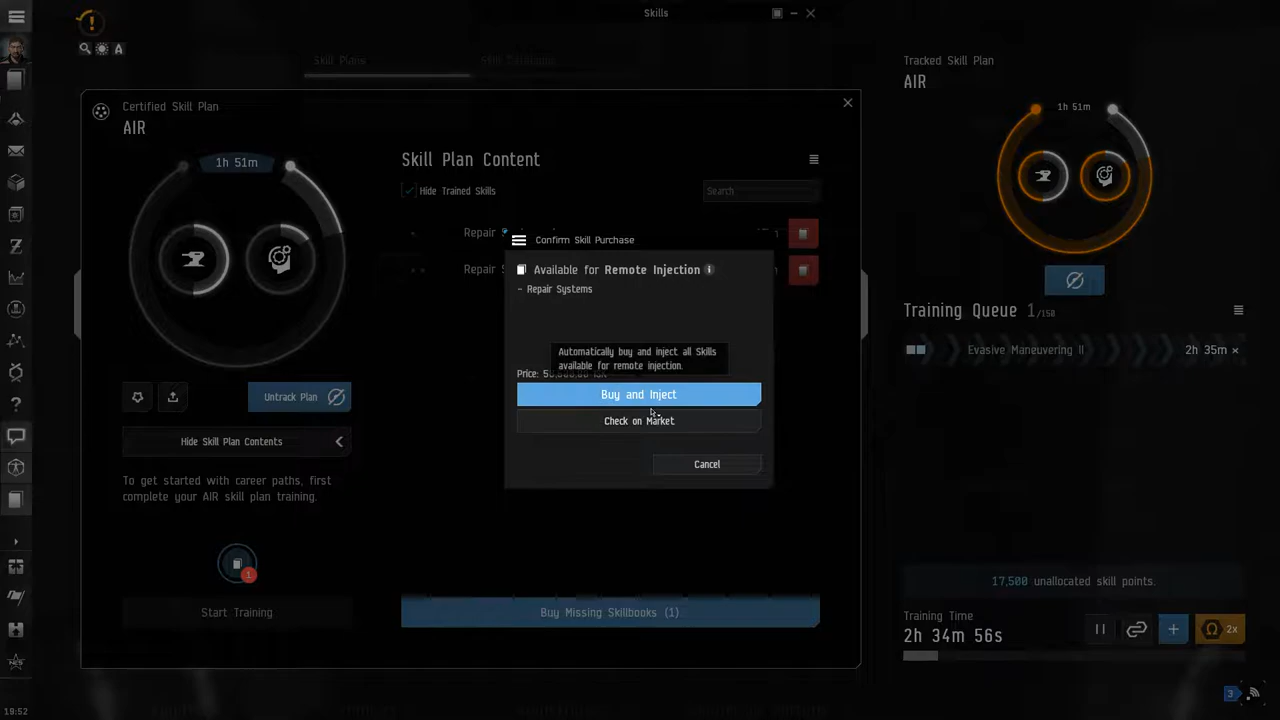 Skills
Skill Plans
Certified Skill Plan
AIR
1h 51m
Untrack Plan
Hide Skill Plan Contents
To get started with career paths, first
complete your AIR skill plan training.
1
Start Training
Skill Plan Content
Hide Trained Skills
Search
Repair
Repair S
Buy Missing Skillbooks (1)
Confirm Skill Purchase
Available for Remote Injection
- Repair Systems
Automatically buy and inject all Skills
available for remote injection.
Price:
Buy and Inject
Check on Market
Cancel
Tracked Skill Plan
AIR
1h 51m
Training Queue 1/150
Evasive Maneuvering II 2h 35m ×
17,500 unallocated skill points.
Training Time
2h 34m 56s
2x
3
19:52